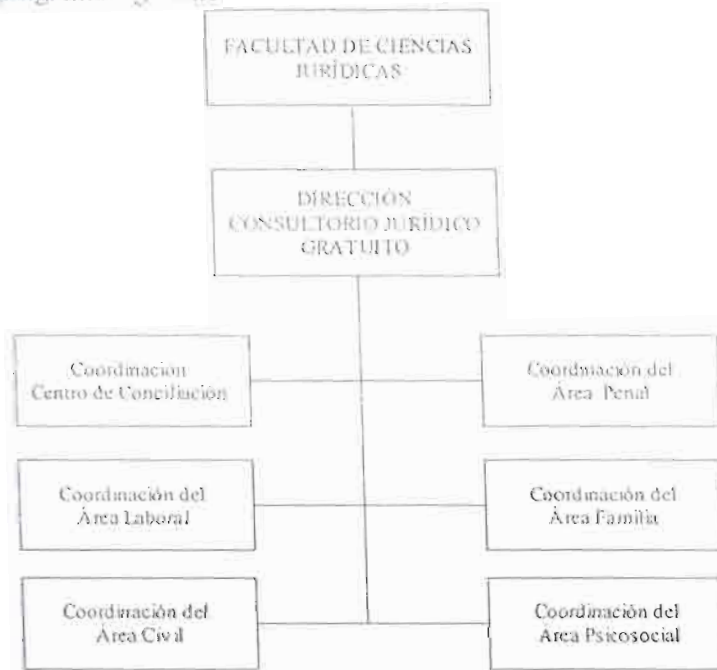 FACULTAD DE CIENCIAS
JURÍDICAS
DIRECCIÓN
CONSULTORIO JURÍDICO
GRATUITO
Coordinación
Centro de Conciliación
Coordinación del
Área Penal
Coordinación del
Área Laboral
Coordinación del
Área Familia
Coordinación del
Área Civil
Coordinación del
Área Psicosocial